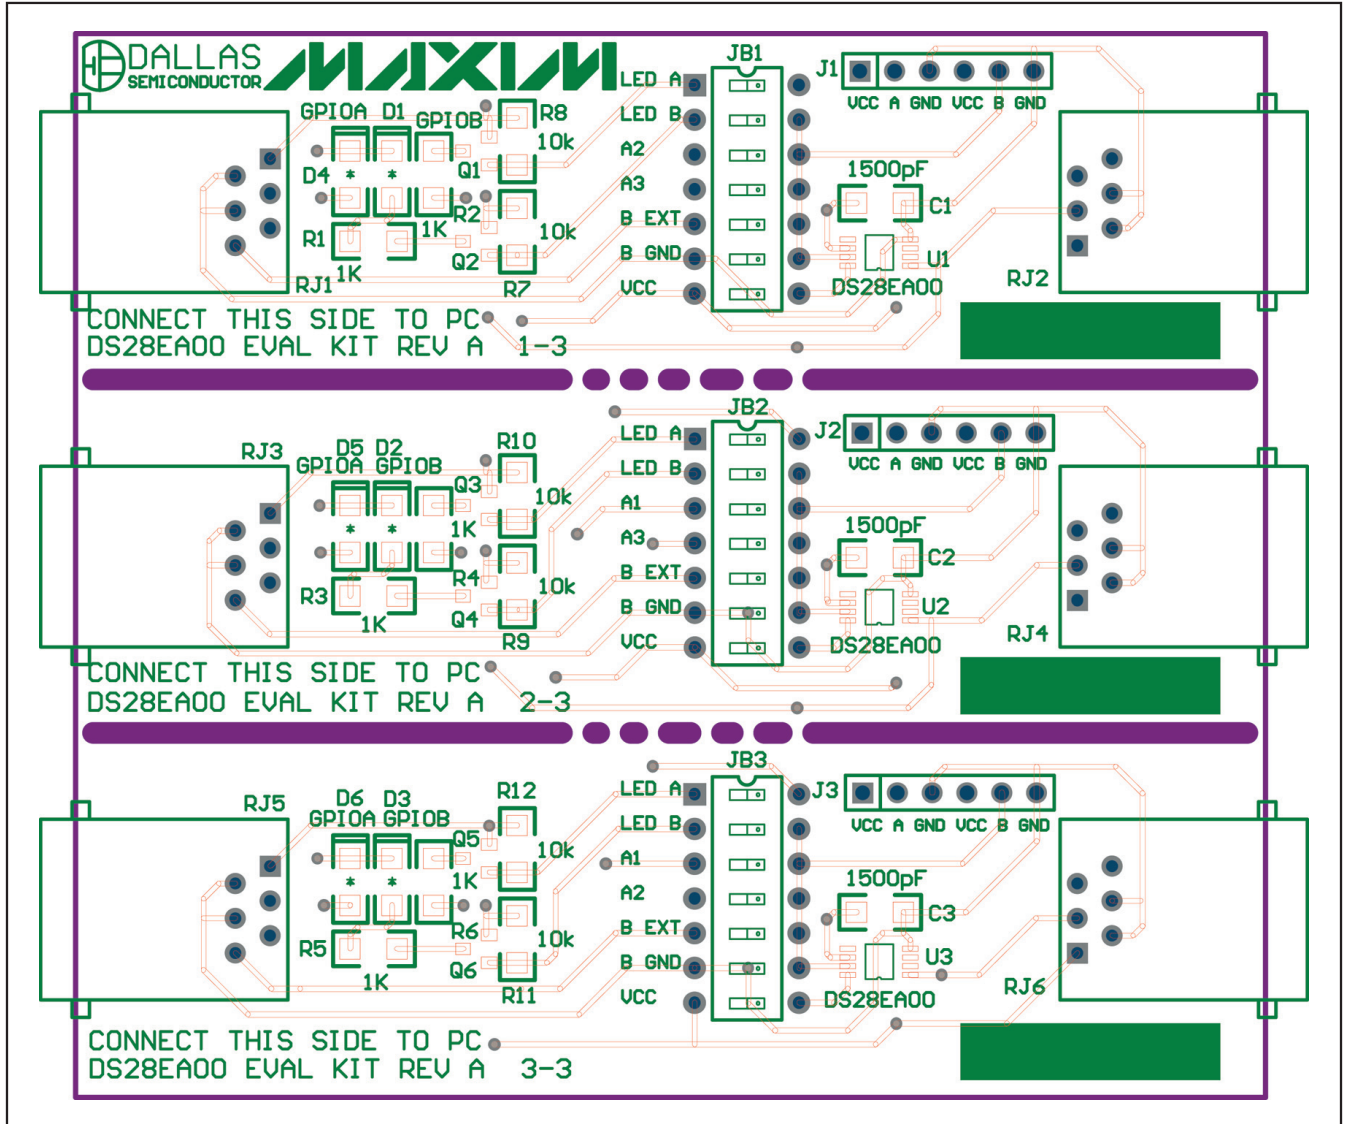 DALLAS
SEMICONDUCTOR
MAXIM
JB1
J1
LED A
VCC A GND VCC B GND
GPIOA D1
GPIOB
R8
LED B
10k
A2
Q1
1500pF
D4
*
*
A3
R2
C1
1K
10k
B EXT
R1
Q2
B GND
U1
1K
RJ1
R7
VCC
DS28EA00
RJ2
CONNECT THIS SIDE TO PC
DS28EA00 EVAL KIT REV A 1-3
JB2
J2
LED A
RJ3
D5 D2
R10
GPIOA GPIOB
LED B
VCC A GND VCC B GND
Q3
10k
A1
*
*
1K
1500pF
A3
C2
R4
10k
B EXT
R3
B GND
U2
1K
Q4
R9
VCC
DS28EA00
RJ4
CONNECT THIS SIDE TO PC
DS28EA00 EVAL KIT REV A 2-3
JB3
J3
LED A
RJ5
D6 D3
R12
GPIOA GPIOB
LED B
VCC A GND VCC B GND
Q5
10k
A1
*
*
1K
1500pF
A2
C3
R6
10k
B EXT
R5
B GND
U3
1K
Q6
R11
VCC
DS28EA00
RJ6
CONNECT THIS SIDE TO PC
DS28EA00 EVAL KIT REV A 3-3